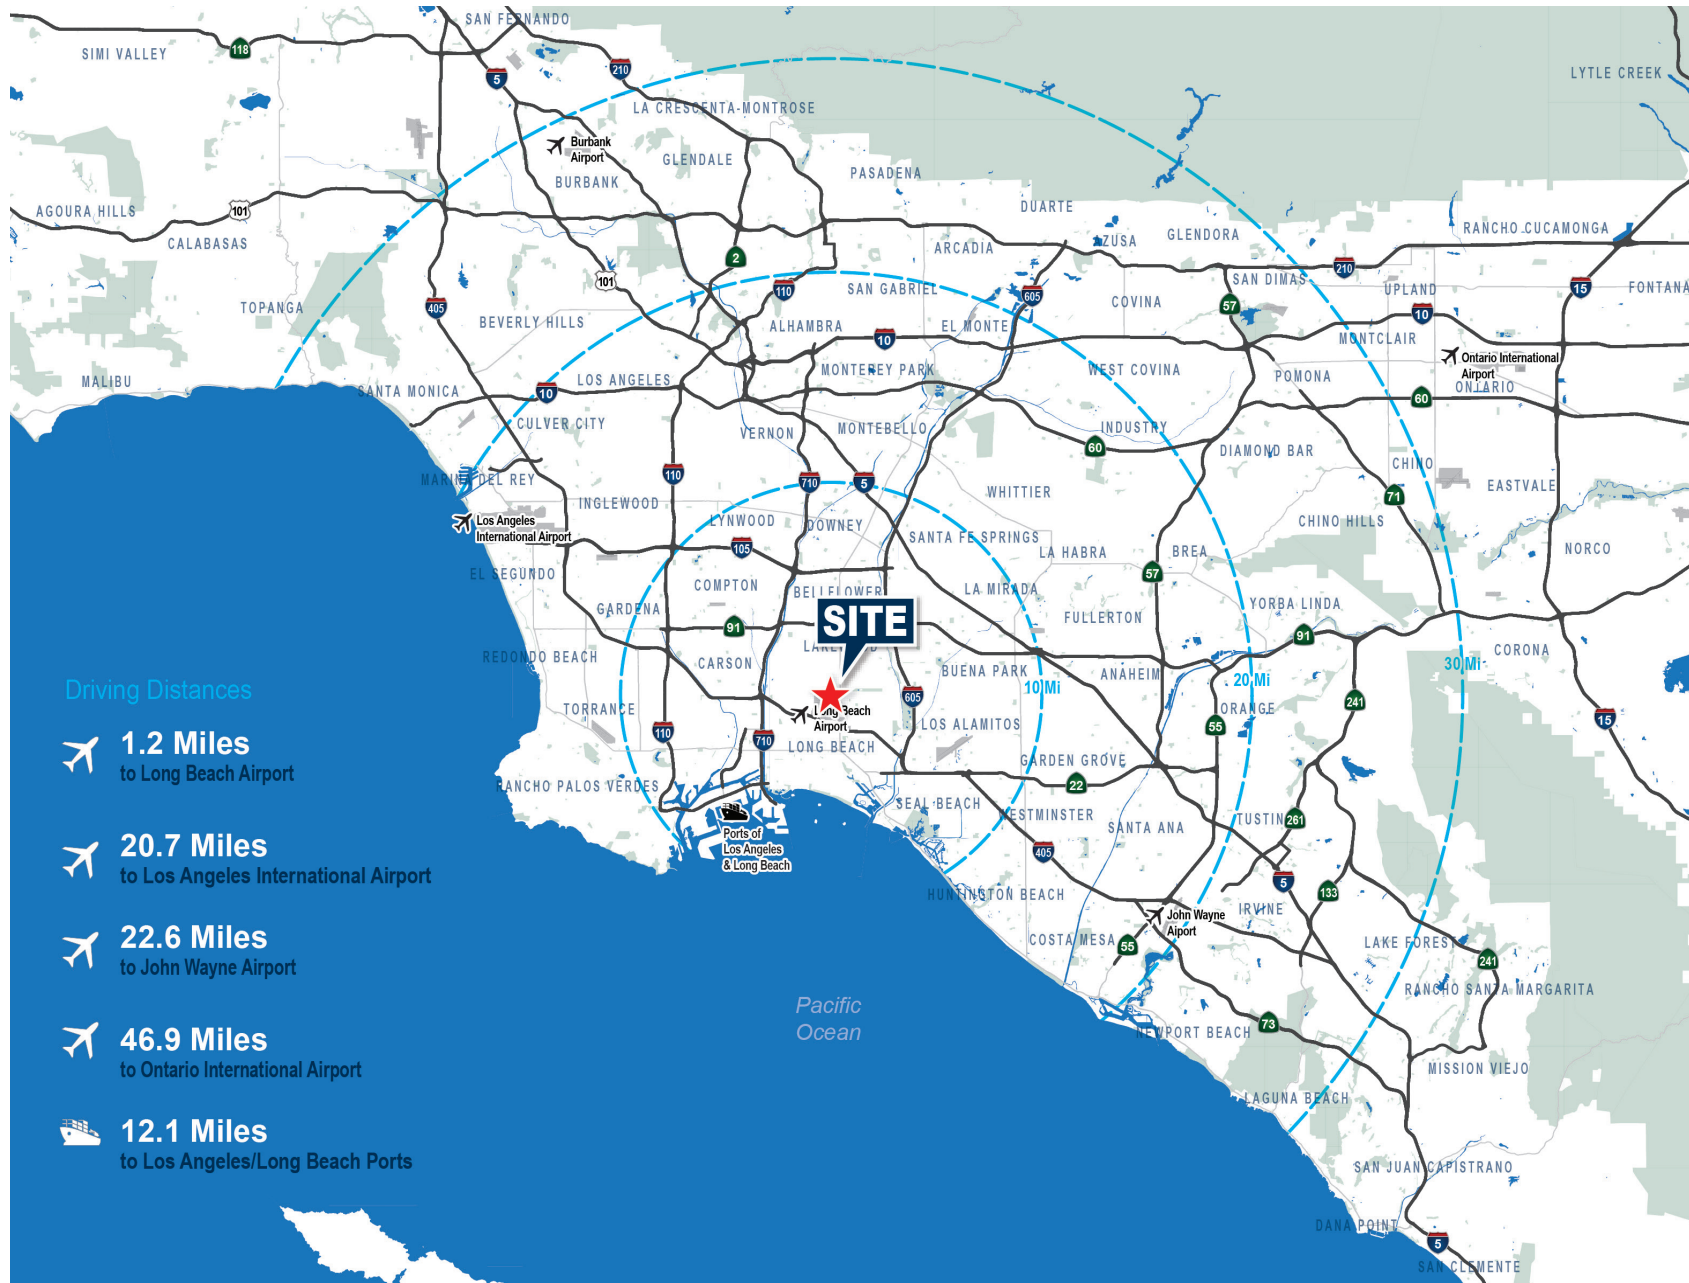 SAN FERNANDO
SIMI VALLEY
118
5
210
LYTLE CREEK
LA CRESCENTA-MONTROSE
Burbank
Airport
GLENDALE
BURBANK
PASADENA
AGOURA HILLS
101
DUARTE
CALABASAS
ARCADIA
AZUSA
GLENDORA
RANCHO CUCAMONGA
2
101
210
SAN DIMAS
110
SAN GABRIEL
605
COVINA
57
UPLAND
15
FONTANA
TOPANGA
405
BEVERLY HILLS
ALHAMBRA
EL MONTE
10
10
MONTCLAIR
Ontario International
Airport
ONTARIO
MALIBU
SANTA MONICA
10
LOS ANGELES
MONTEREY PARK
WEST COVINA
POMONA
60
CULVER CITY
VERNON
MONTEBELLO
INDUSTRY
60
DIAMOND BAR
CHINO
MARINA DEL REY
110
710
5
WHITTIER
71
EASTVALE
INGLEWOOD
Los Angeles
International Airport
LYNWOOD
DOWNEY
CHINO HILLS
105
SANTA FE SPRINGS
LA HABRA
BREA
NORCO
EL SEGUNDO
COMPTON
BELLFLOWER
LA MIRADA
57
GARDENA
SITE
FULLERTON
YORBA LINDA
91
91
REDONDO BEACH
CARSON
BUENA PARK
ANAHEIM
CORONA
10 Mi
20 Mi
30 Mi
Driving Distances
TORRANCE
605
ORANGE
241
15
Long Beach
Airport
LOS ALAMITOS
55
110
710
LONG BEACH
1.2 Miles
to Long Beach Airport
GARDEN GROVE
22
RANCHO PALOS VERDES
SEAL BEACH
WESTMINSTER
SANTA ANA
TUSTIN
261
Ports of
Los Angeles
& Long Beach
20.7 Miles
to Los Angeles International Airport
405
5
133
HUNTINGTON BEACH
IRVINE
John Wayne
Aiport
22.6 Miles
to John Wayne Airport
COSTA MESA
55
LAKE FOREST
241
RANCHO SANTA MARGARITA
Pacific
Ocean
73
NEWPORT BEACH
46.9 Miles
to Ontario International Airport
MISSION VIEJO
LAGUNA BEACH
12.1 Miles
to Los Angeles/Long Beach Ports
SAN JUAN CAPISTRANO
DANA POINT
5
SAN CLEMENTE